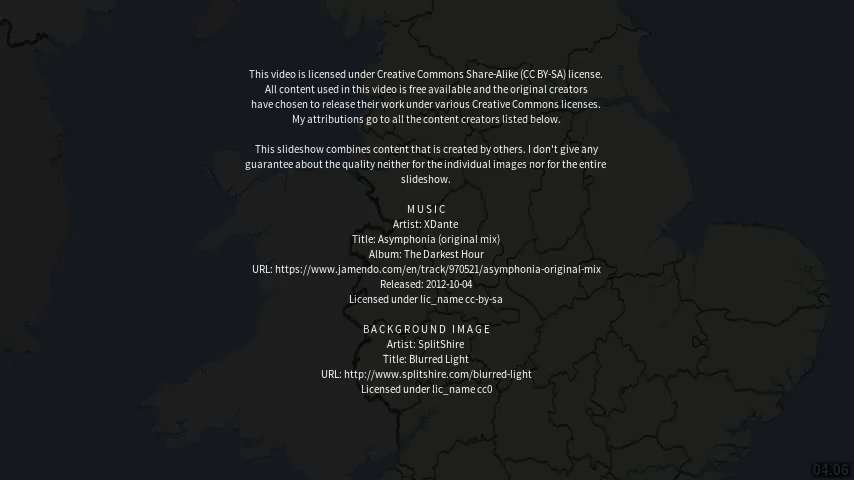 This video is licensed under Creative Commons Share-Alike (CC BY-SA) license.
All content used in this video is free available and the original creators
have chosen to release their work under various Creative Commons licenses.
My attributions go to all the content creators listed below.
This slideshow combines content that is created by others. I don't give any
guarantee about the quality neither for the individual images nor for the entire
slideshow.
MUSIC
Artist: XDante
Title: Asymphonia (original mix)
Album: The Darkest Hour
URL: https://www.jamendo.com/en/track/970521/asymphonia-original-mix
Released: 2012-10-04
Licensed under lic_name cc-by-sa
BACKGROUND IMAGE
Artist: SplitShire
Title: Blurred Light
URL: http://www.splitshire.com/blurred-light
Licensed under lic_name cc0
04.06